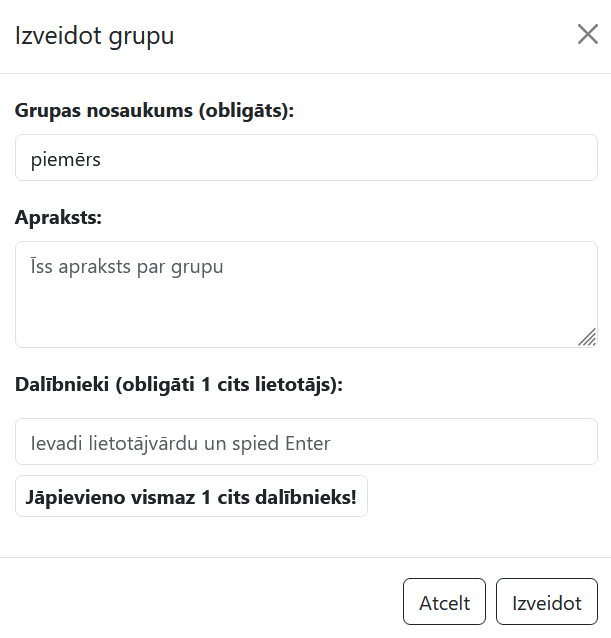 Izveidot grupu
Grupas nosaukums (obligāts):
piemērs
Apraksts:
Īss apraksts par grupu
Dalībnieki (obligāti 1 cits lietotājs):
Ievadi lietotājvārdu un spied Enter
Jāpievieno vismaz 1 cits dalībnieks!
Atcelt Izveidot